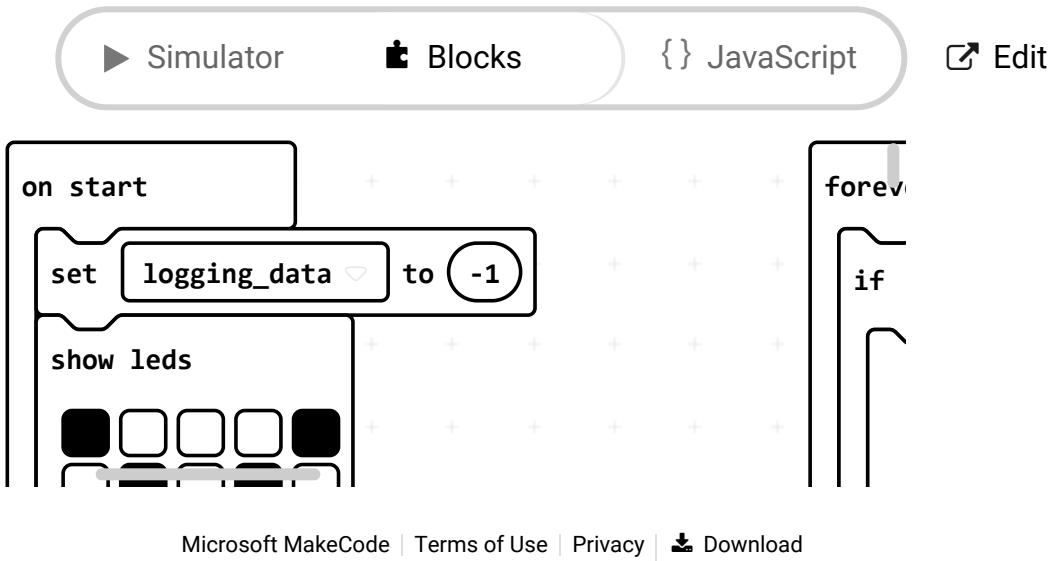 Simulator Blocks {} JavaScript Edit
on start
set logging_data to -1
show leds
if
Microsoft MakeCode | Terms of Use | Privacy | Download